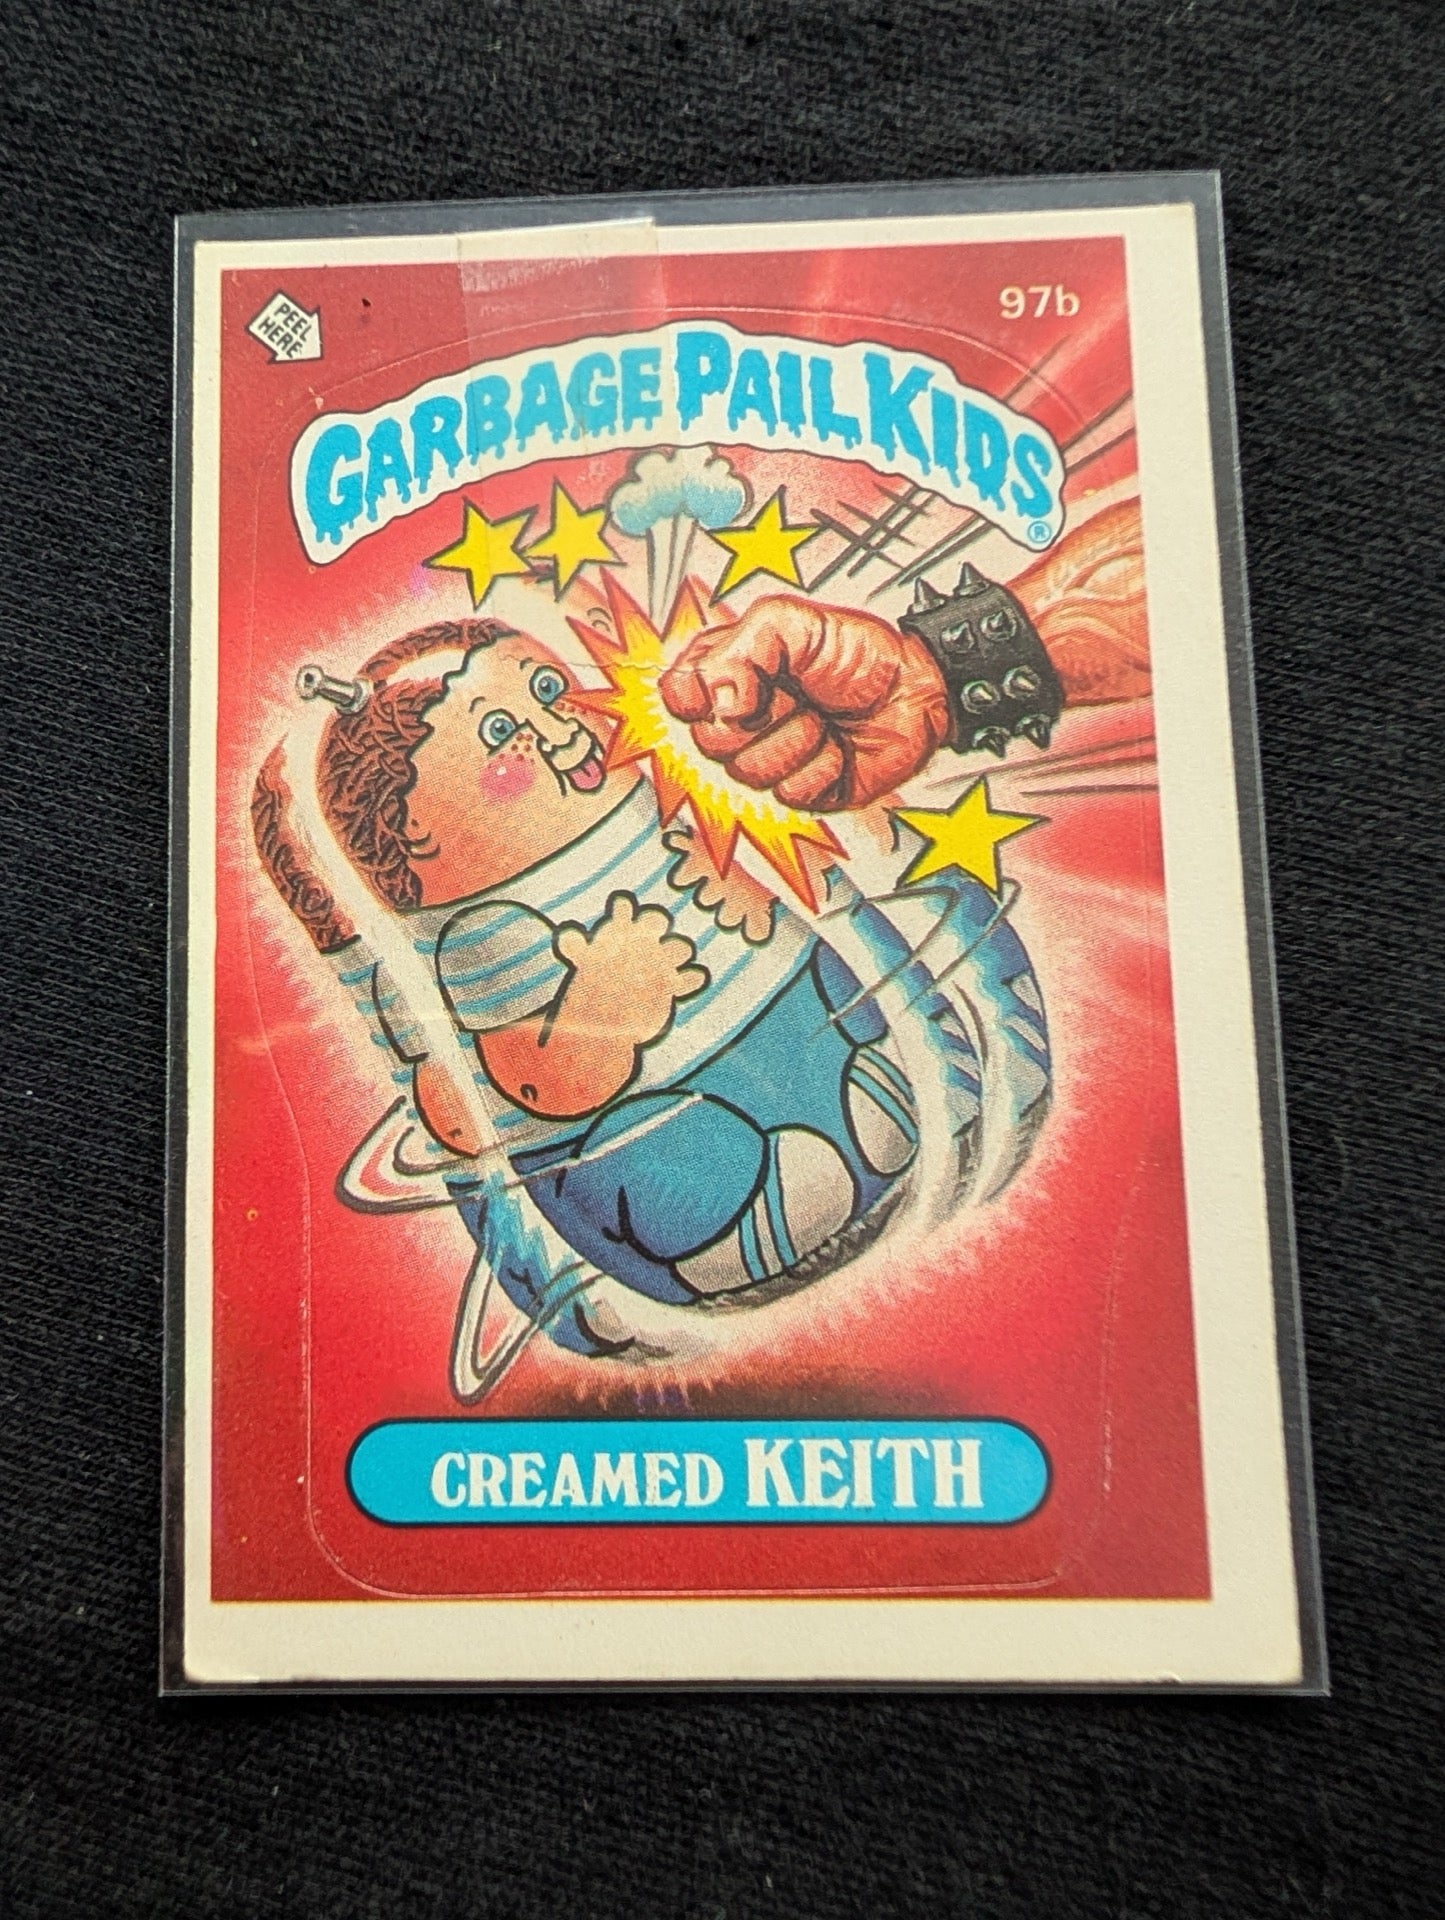 PEEL
HERE
97b
GARBAGE PAIL KIDS®
CREAMED KEITH